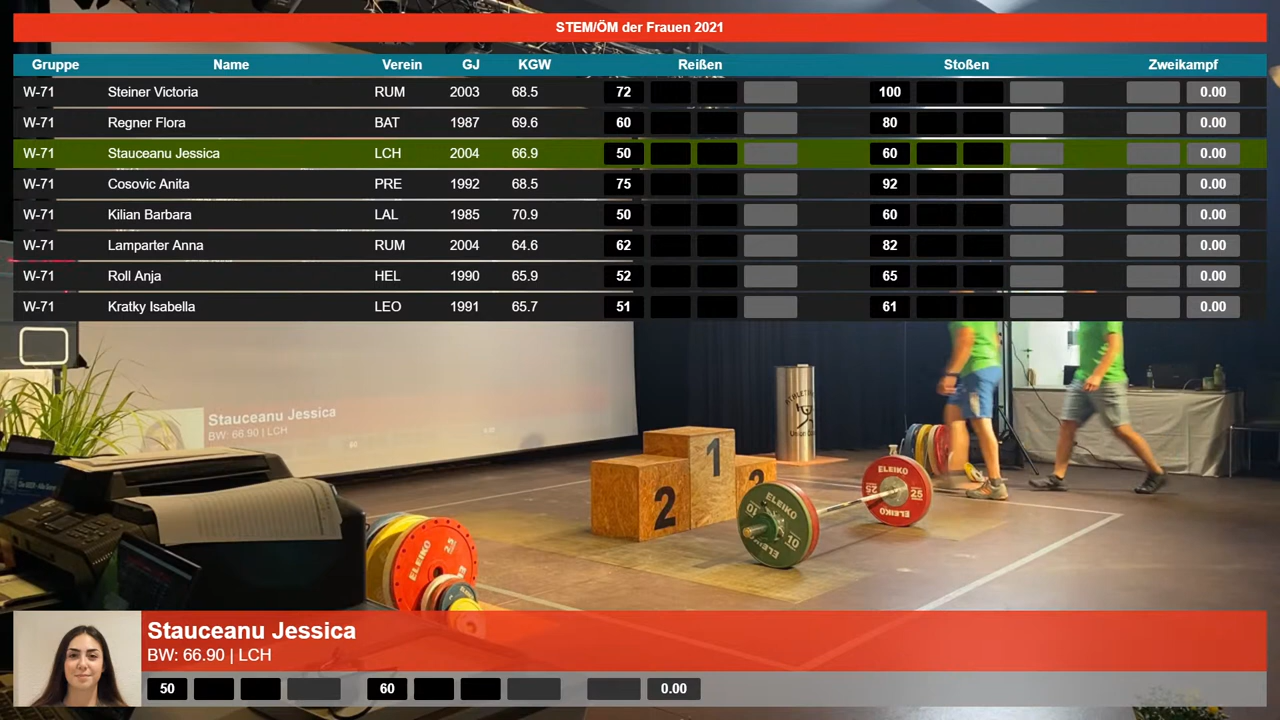 STEM/ÖM der Frauen 2021
Gruppe Name Verein GJ KGW Reißen Stoßen Zweikampf
W-71 Steiner Victoria RUM 2003 68.5 72 100 0.00
W-71 Regner Flora BAT 1987 69.6 60 80 0.00
W-71 Stauceanu Jessica LCH 2004 66.9 50 60 0.00
W-71 Cosovic Anita PRE 1992 68.5 75 92 0.00
W-71 Kilian Barbara LAL 1985 70.9 50 60 0.00
W-71 Lamparter Anna RUM 2004 64.6 62 82 0.00
W-71 Roll Anja HEL 1990 65.9 52 65 0.00
W-71 Kratky Isabella LEO 1991 65.7 51 61 0.00
Stauceanu Jessica
BW: 66.90 | LCH
1
2
ELEIKO
25 25
ELEIKO
ELEIKO
10 10
ELEIKO
ELEIKO
2.5
Stauceanu Jessica
BW: 66.90 | LCH
50 60 0.00